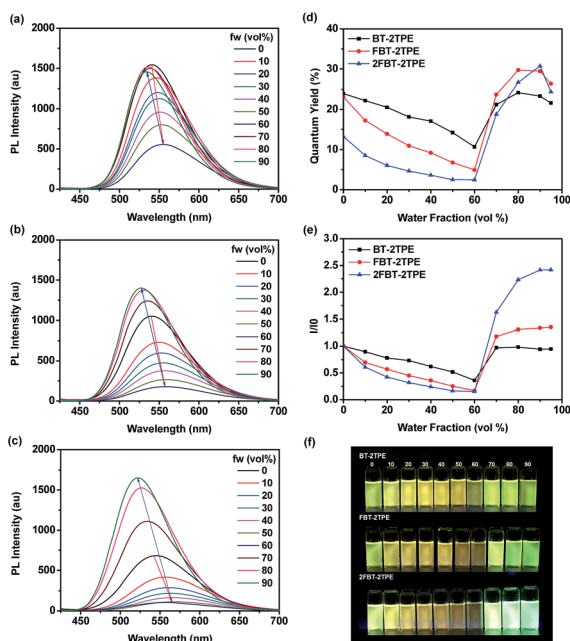 (a)
PL Intensity (au)
2000
1500
1000
500
0
450 500 550 600 650 700
Wavelength (nm)
fw (vol%)
0
10
20
30
40
50
60
70
80
90
(b)
PL Intensity (au)
2000
1500
1000
500
0
450 500 550 600 650 700
Wavelength (nm)
fw (vol%)
0
10
20
30
40
50
60
70
80
90
(c)
PL Intensity (au)
2000
1500
1000
500
0
450 500 550 600 650 700
Wavelength (nm)
fw (vol%)
0
10
20
30
40
50
60
70
80
90
(d)
Quantum Yield (%)
50
40
30
20
10
0
0 20 40 60 80 100
Water Fraction (vol %)
BT-2TPE
FBT-2TPE
2FBT-2TPE
(e)
I/I0
3.0
2.5
2.0
1.5
1.0
0.5
0.0
0 20 40 60 80 100
Water Fraction (vol %)
BT-2TPE
FBT-2TPE
2FBT-2TPE
(f)
BT-2TPE
0 10 20 30 40 50 60 70 80 90
FBT-2TPE
2FBT-2TPE